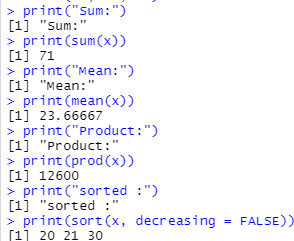 > print("Sum:")
[1] "Sum:"
> print(sum(x))
[1] 71
> print("Mean:")
[1] "Mean:"
> print(mean(x))
[1] 23.66667
> print("Product:")
[1] "Product:"
> print(prod(x))
[1] 12600
> print("sorted :")
[1] "sorted :"
> print(sort(x, decreasing = FALSE))
[1] 20 21 30